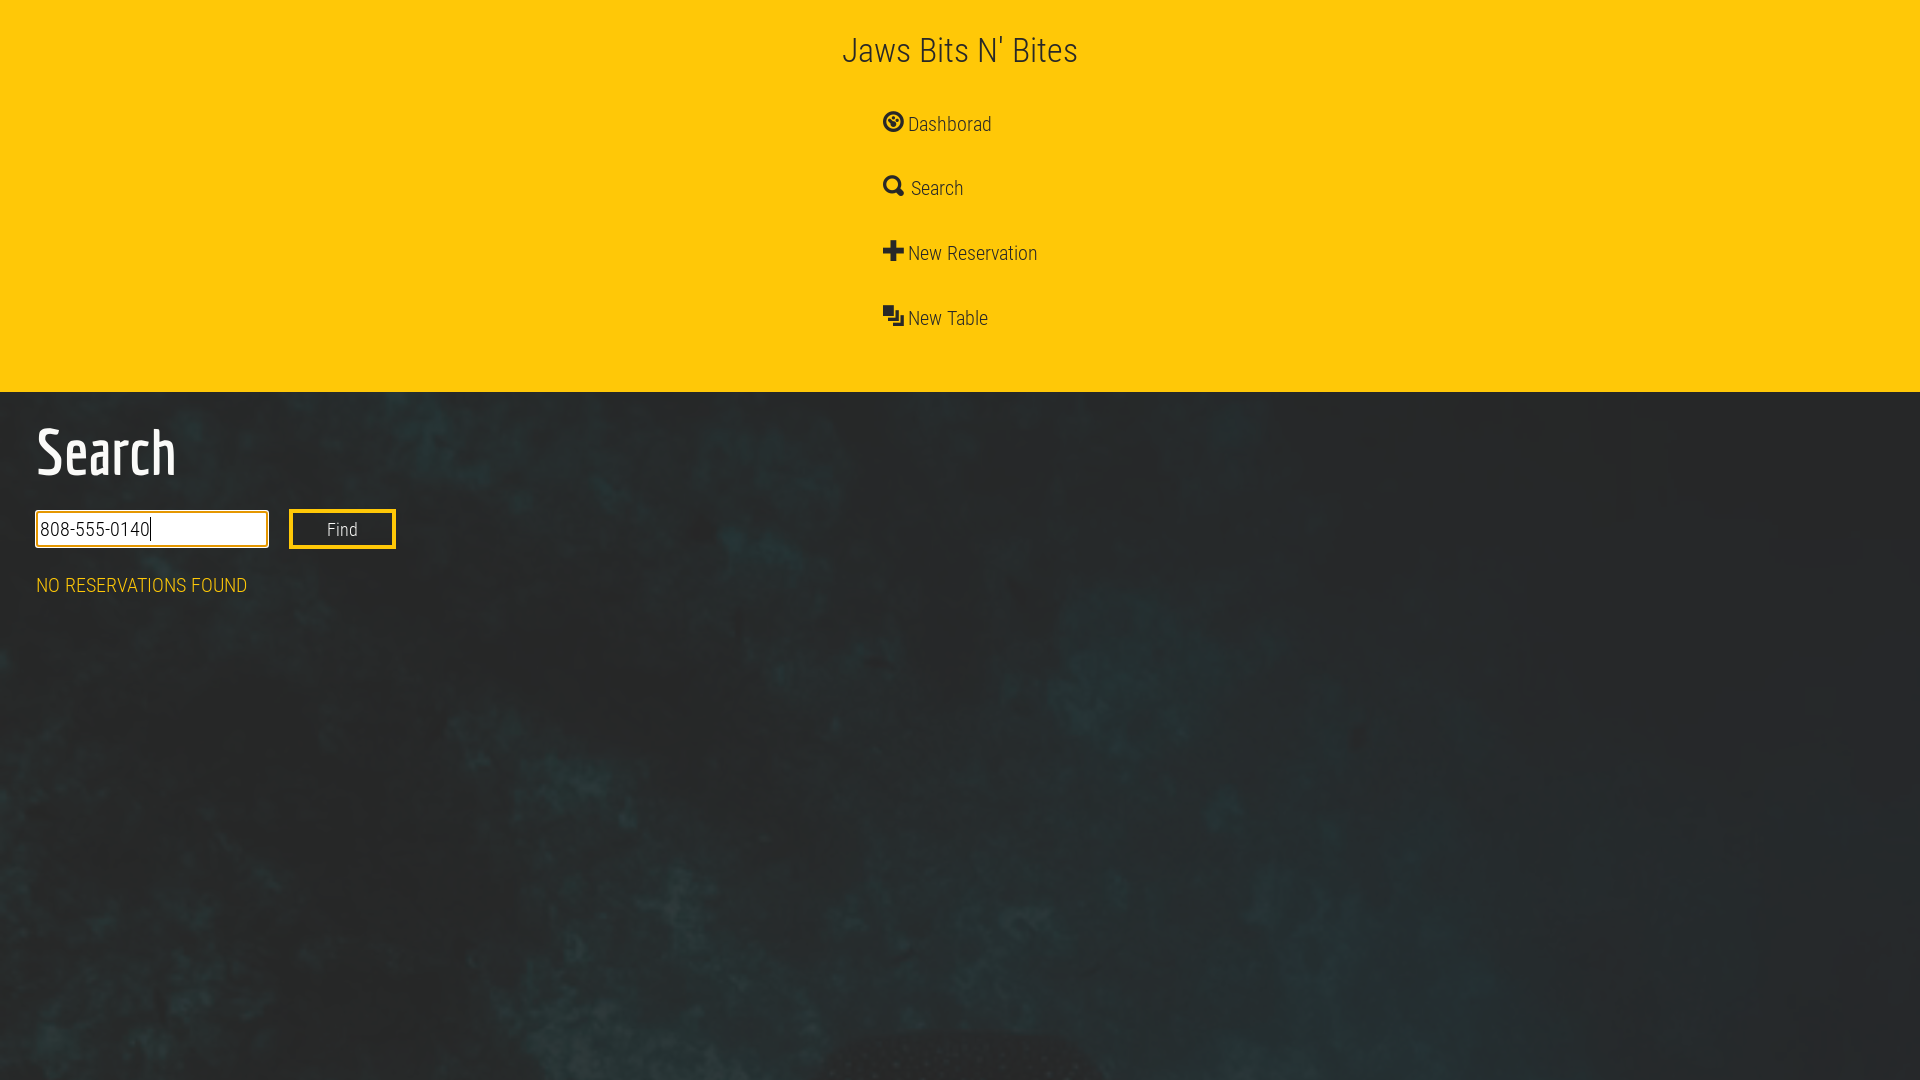 Jaws Bits N' Bites
Dashborad
Search
New Reservation
New Table
Search
808-555-0140
Find
NO RESERVATIONS FOUND